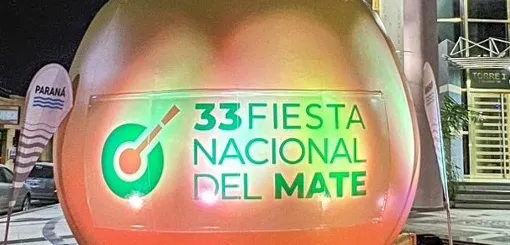 PARANÁ
33 FIESTA
NACIONAL
DEL MATE
TORRE I